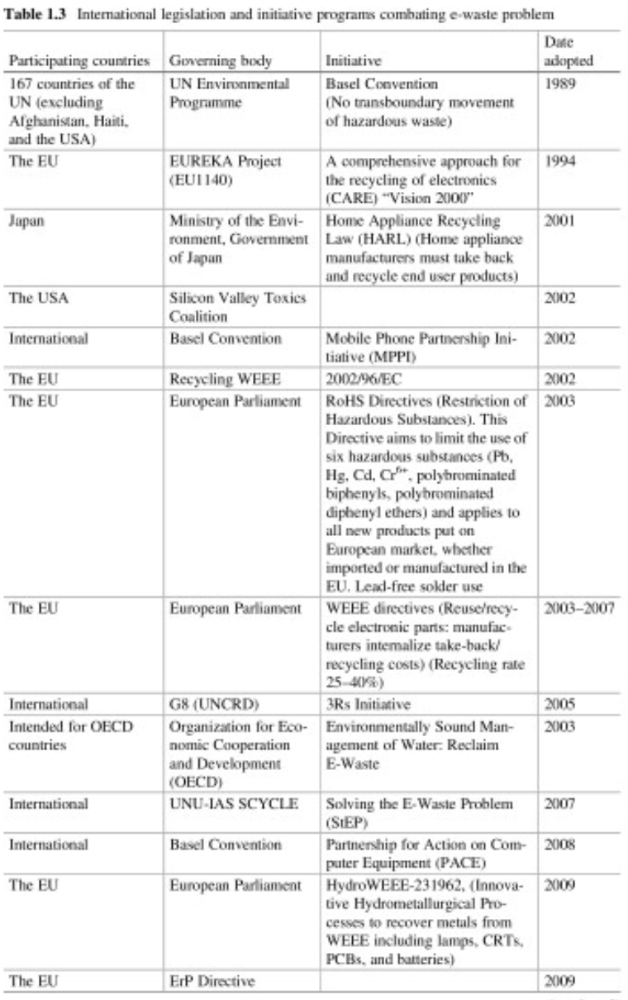 Table 1.3 International legislation and initiative programs combating e-waste problem
Participating countries Governing body Initiative Date adopted
167 countries of the UN Environmental Basel Convention 1989
UN (excluding Programme (No transboundary movement
Afghanistan, Haiti, of hazardous waste)
and the USA)
The EU EUREKA Project A comprehensive approach for 1994
(EU1140) the recycling of electronics
(CARE) “Vision 2000”
Japan Ministry of the Envi- Home Appliance Recycling 2001
ronment, Government Law (HARL) (Home appliance
of Japan manufacturers must take back
and recycle end user products)
The USA Silicon Valley Toxics 2002
Coalition
International Basel Convention Mobile Phone Partnership Ini- 2002
tiative (MPPI)
The EU Recycling WEEE 2002/96/EC 2002
The EU European Parliament RoHS Directives (Restriction of 2003
Hazardous Substances). This
Directive aims to limit the use of
six hazardous substances (Pb,
Hg, Cd, Cr6+, polybrominated
biphenyls, polybrominated
diphenyl ethers) and applies to
all new products put on
European market, whether
imported or manufactured in the
EU. Lead-free solder use
The EU European Parliament WEEE directives (Reuse/recy- 2003–2007
cle electronic parts: manufac-
turers internalize take-back/
recycling costs) (Recycling rate
25–40%)
International G8 (UNCRD) 3Rs Initiative 2005
Intended for OECD Organization for Eco- Environmentally Sound Man- 2003
countries nomic Cooperation agement of Water: Reclaim
and Development E-Waste
(OECD)
International UNU-IAS SCYCLE Solving the E-Waste Problem 2007
(StEP)
International Basel Convention Partnership for Action on Com- 2008
puter Equipment (PACE)
The EU European Parliament HydroWEEE-231962, (Innova- 2009
tive Hydrometallurgical Pro-
cesses to recover metals from
WEEE including lamps, CRTs,
PCBs, and batteries)
The EU ErP Directive 2009